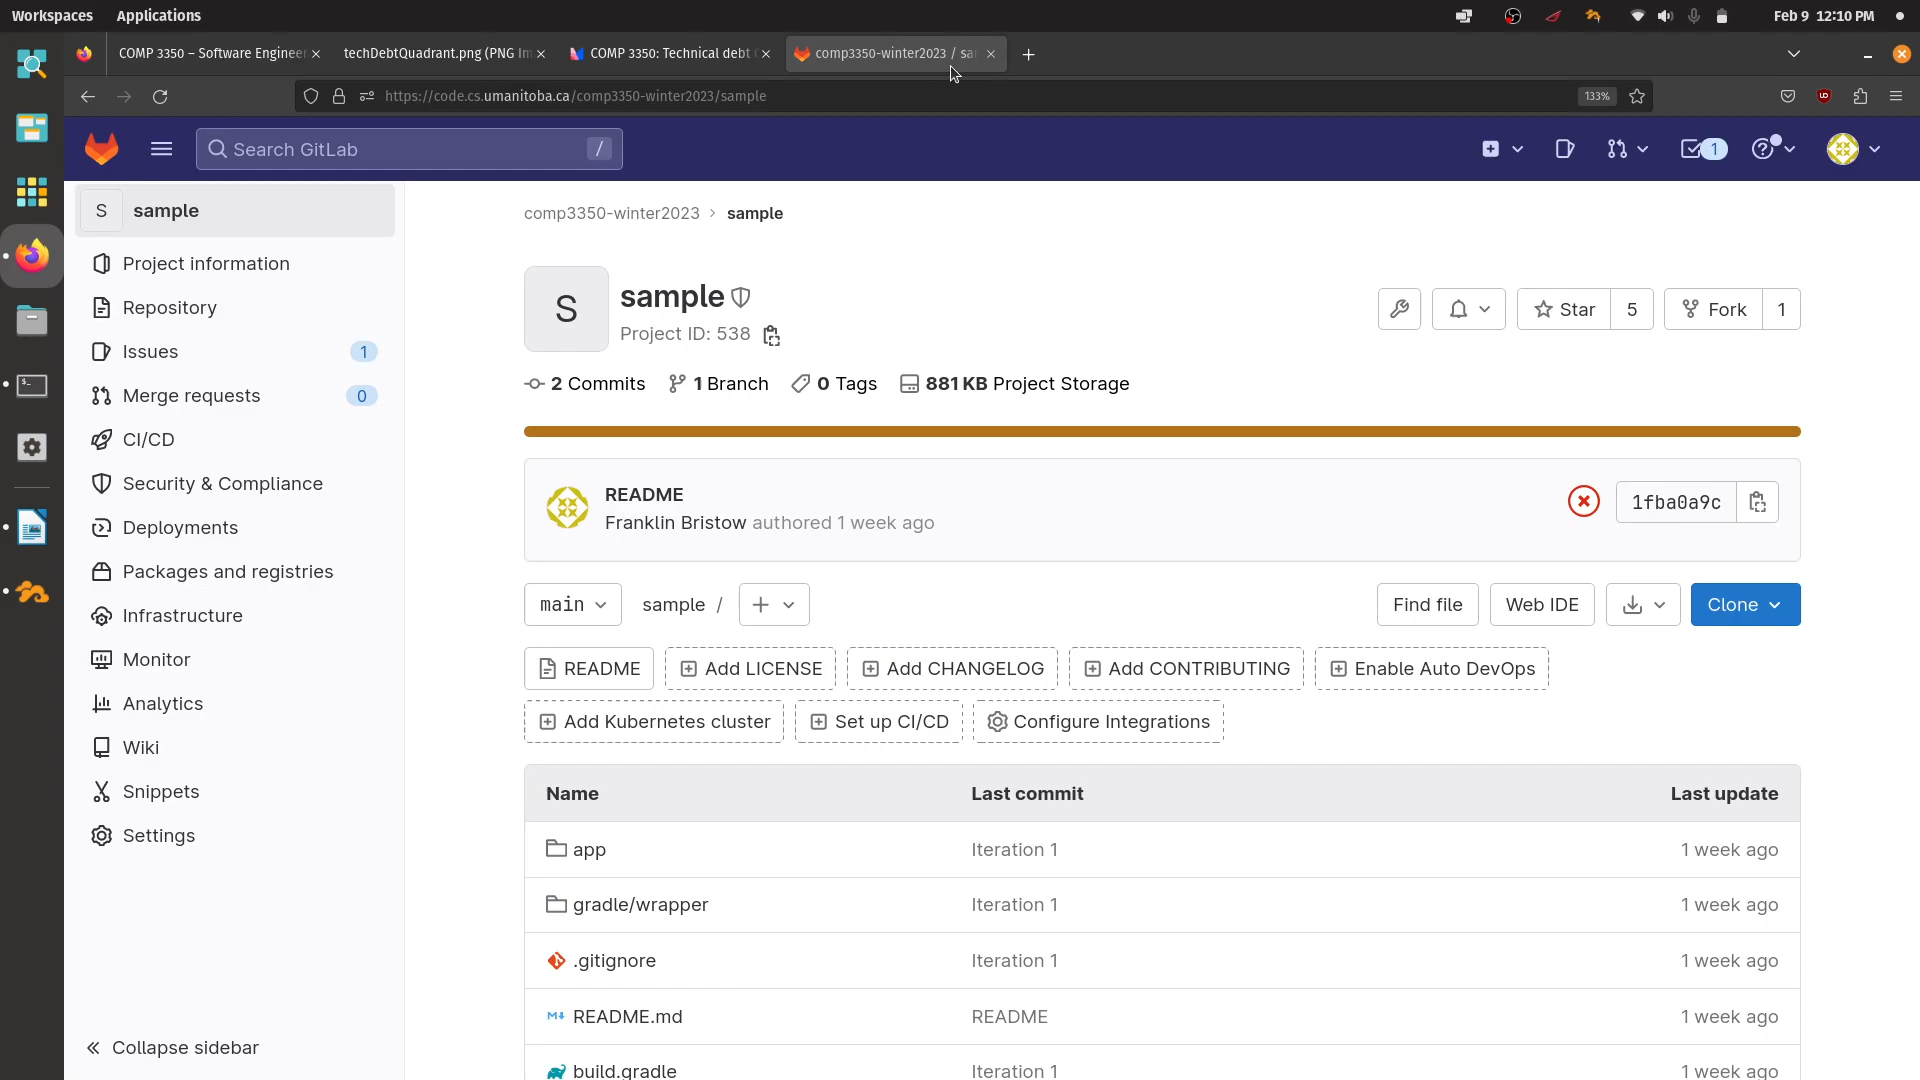 Workspaces Applications
Feb 9 12:10 PM
COMP 3350 – Software Engineer
techDebtQuadrant.png (PNG Im
COMP 3350: Technical debt
comp3350-winter2023 / sa
https://code.cs.umanitoba.ca/comp3350-winter2023/sample
133%
Search GitLab /
1
S sample
Project information
Repository
Issues 1
Merge requests 0
CI/CD
Security & Compliance
Deployments
Packages and registries
Infrastructure
Monitor
Analytics
Wiki
Snippets
Settings
Collapse sidebar
comp3350-winter2023 > sample
S
sample
Project ID: 538
Star 5
Fork 1
2 Commits 1 Branch 0 Tags 881 KB Project Storage
README
Franklin Bristow authored 1 week ago
1fba0a9c
main sample /
Find file Web IDE Clone
README Add LICENSE Add CHANGELOG Add CONTRIBUTING Enable Auto DevOps
Add Kubernetes cluster Set up CI/CD Configure Integrations
Name Last commit Last update
app Iteration 1 1 week ago
gradle/wrapper Iteration 1 1 week ago
.gitignore Iteration 1 1 week ago
README.md README 1 week ago
build.gradle Iteration 1 1 week ago